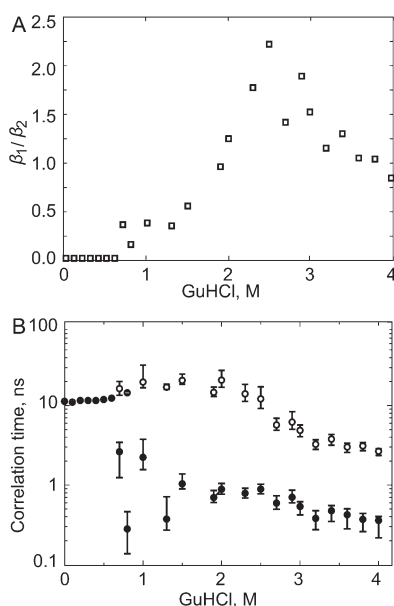 A
2.5
2.0
1.5
1.0
0.5
0.0
β1/β2
0 1 2 3 4
GuHCl, M
B
100
10
1
0.1
Correlation time, ns
0 1 2 3 4
GuHCl, M